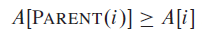 A[PARENT(i)] ≥ A[i]